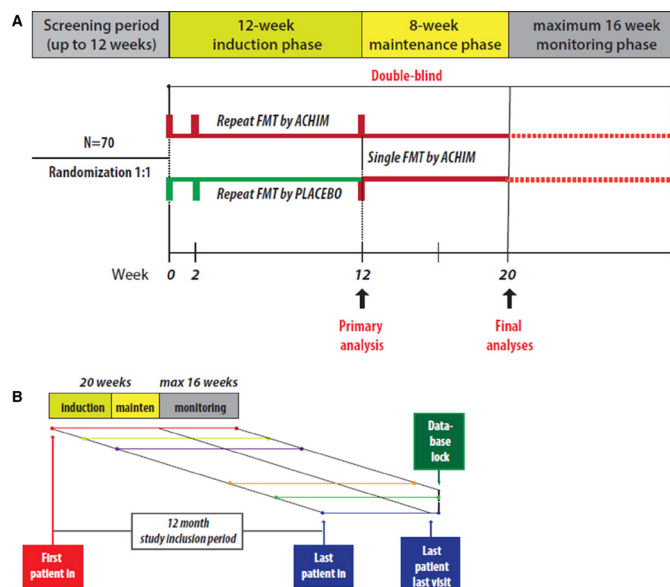 A
Screening period
(up to 12 weeks)
12-week
induction phase
8-week
maintenance phase
maximum 16 week
monitoring phase
Double-blind
Repeat FMT by ACHIM
N=70
Single FMT by ACHIM
Randomization 1:1
Repeat FMT by PLACEBO
Week 0 2 12 20
Primary
analysis
Final
analyses
B
20 weeks max 16 weeks
induction mainten monitoring
Data-
base
lock
12 month
study inclusion period
First
patient in
Last
patient in
Last
patient
last visit